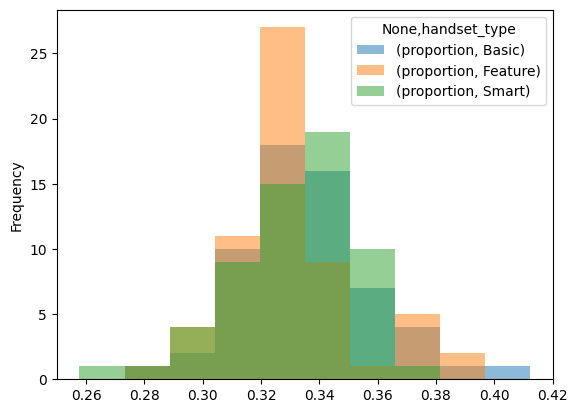 None,handset_type
(proportion, Basic)
(proportion, Feature)
(proportion, Smart)
Frequency
25
20
15
10
5
0
0.26 0.28 0.30 0.32 0.34 0.36 0.38 0.40 0.42